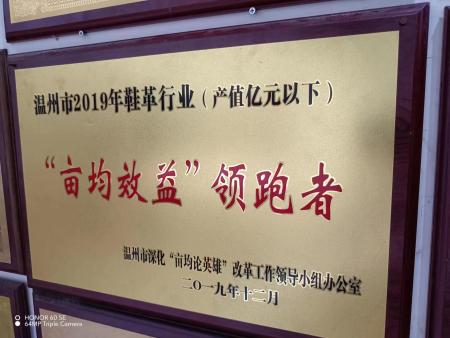 温州市2019年鞋革行业（产值亿元以下）
“亩均效益”领跑者
温州市深化“亩均论英雄”改革工作领导小组办公室
二〇一九年十二月
HONOR 60 SE
64MP Triple Camera